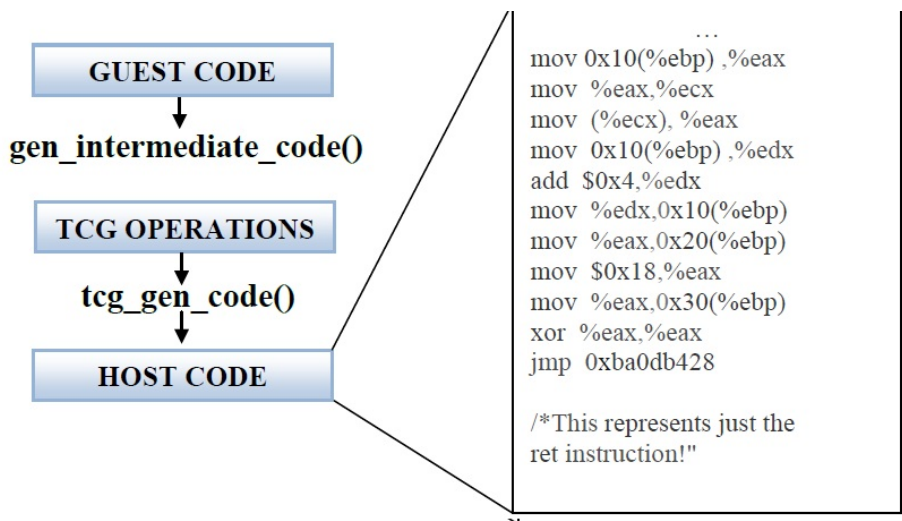 GUEST CODE
gen_intermediate_code()
TCG OPERATIONS
tcg_gen_code()
HOST CODE
...
mov 0x10(%ebp) ,%eax
mov %eax,%ecx
mov (%ecx), %eax
mov 0x10(%ebp) ,%edx
add $0x4,%edx
mov %edx,0x10(%ebp)
mov %eax,0x20(%ebp)
mov $0x18,%eax
mov %eax,0x30(%ebp)
xor %eax,%eax
jmp 0xba0db428
/*This represents just the
ret instruction!"